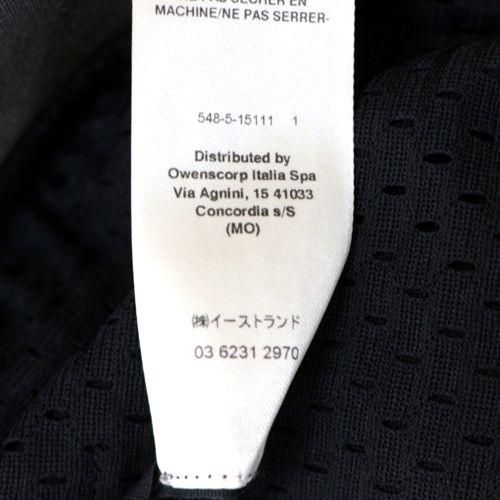 MACHINE/NE PAS SERRER-
548-5-15111 1
Distributed by
Owenscorp Italia Spa
Via Agnini, 15 41033
Concordia s/S
(MO)
㈱イーストランド
03 6231 2970